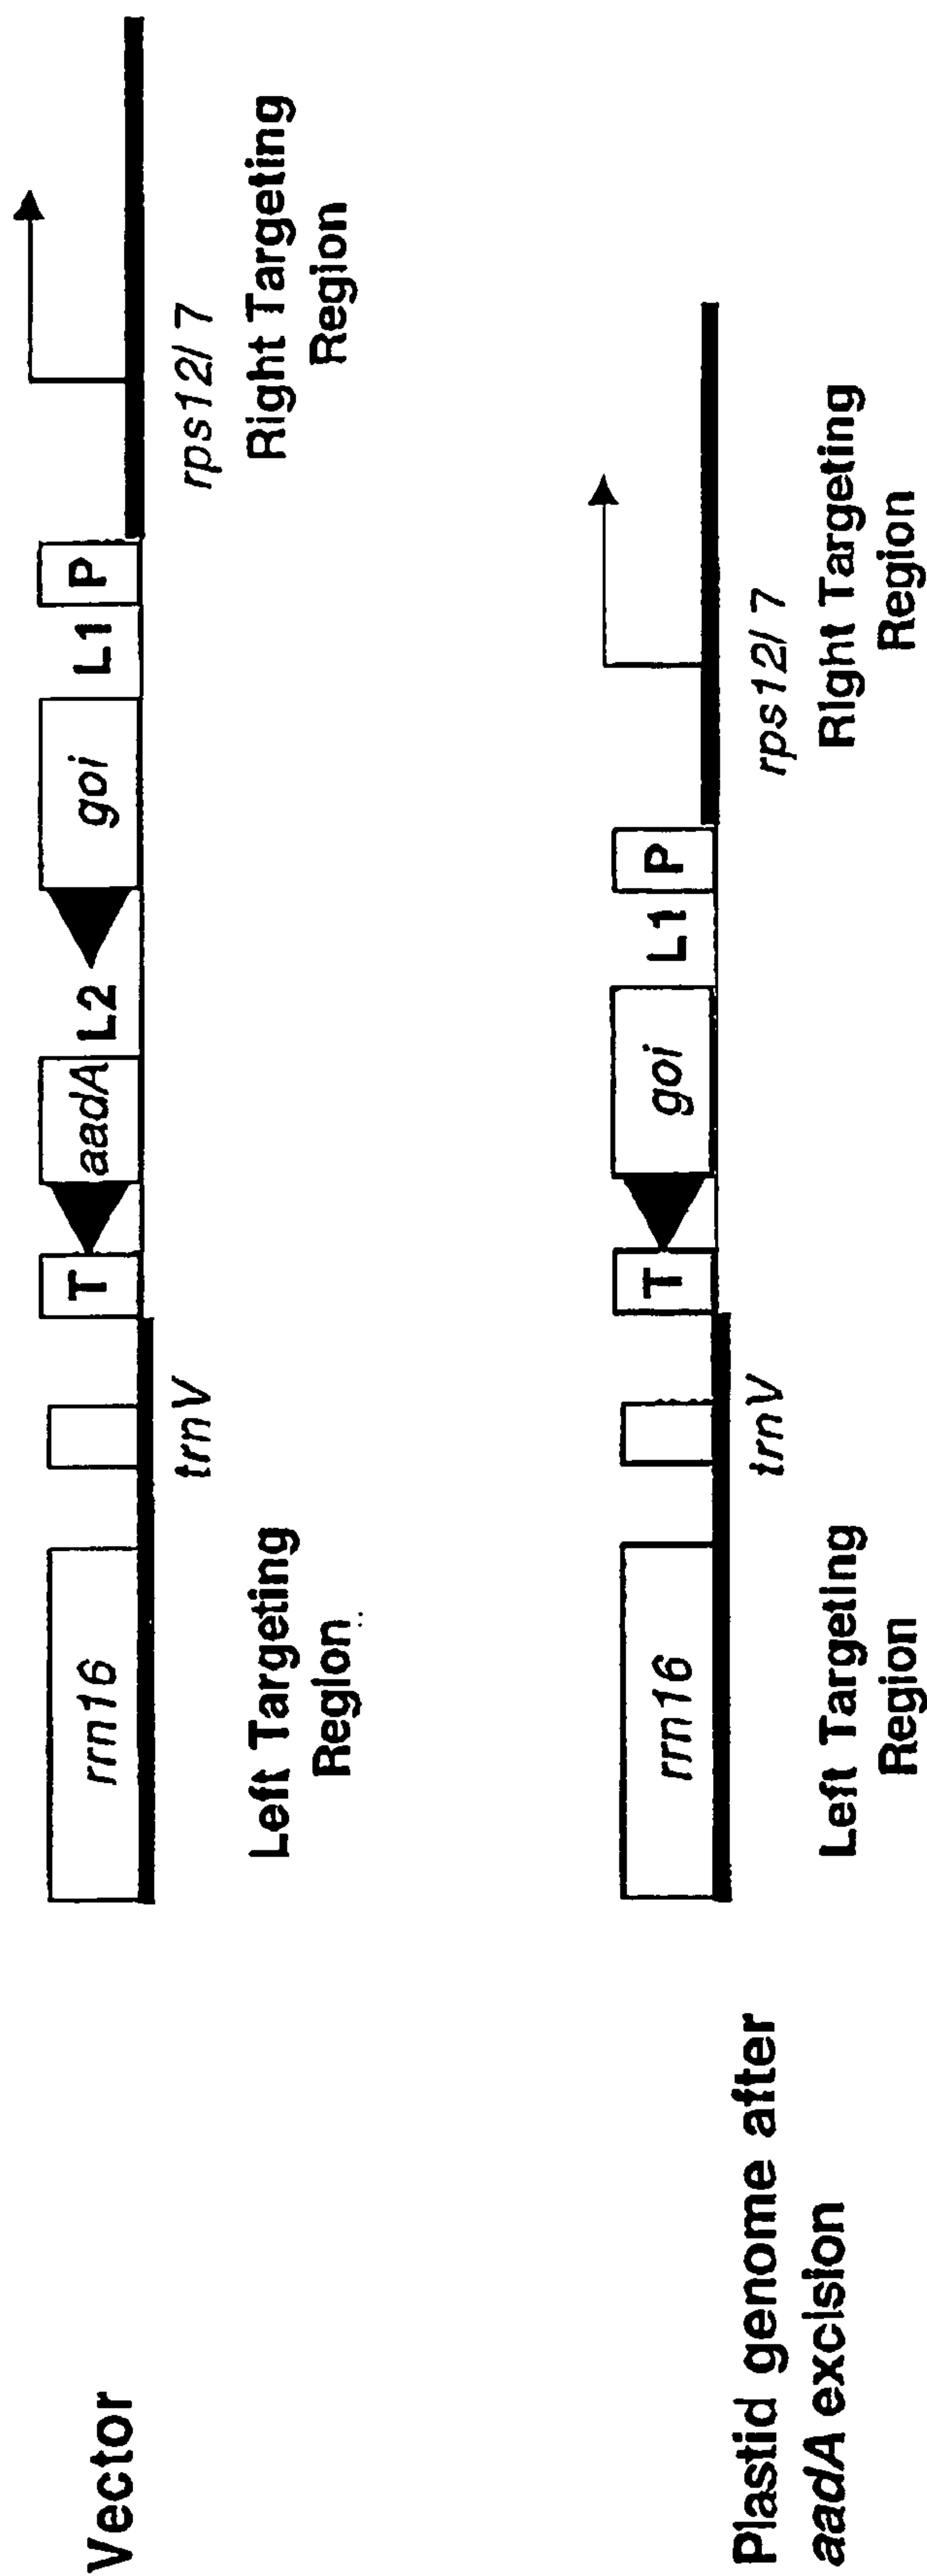 Vector
rrn16
T
aadA
L2
goi
L1
P
trnV
rps12/ 7
Left Targeting
Region
Right Targeting
Region
Plastid genome after
aadA excision
rrn16
T
goi
L1
P
trnV
rps12/ 7
Left Targeting
Region
Right Targeting
Region